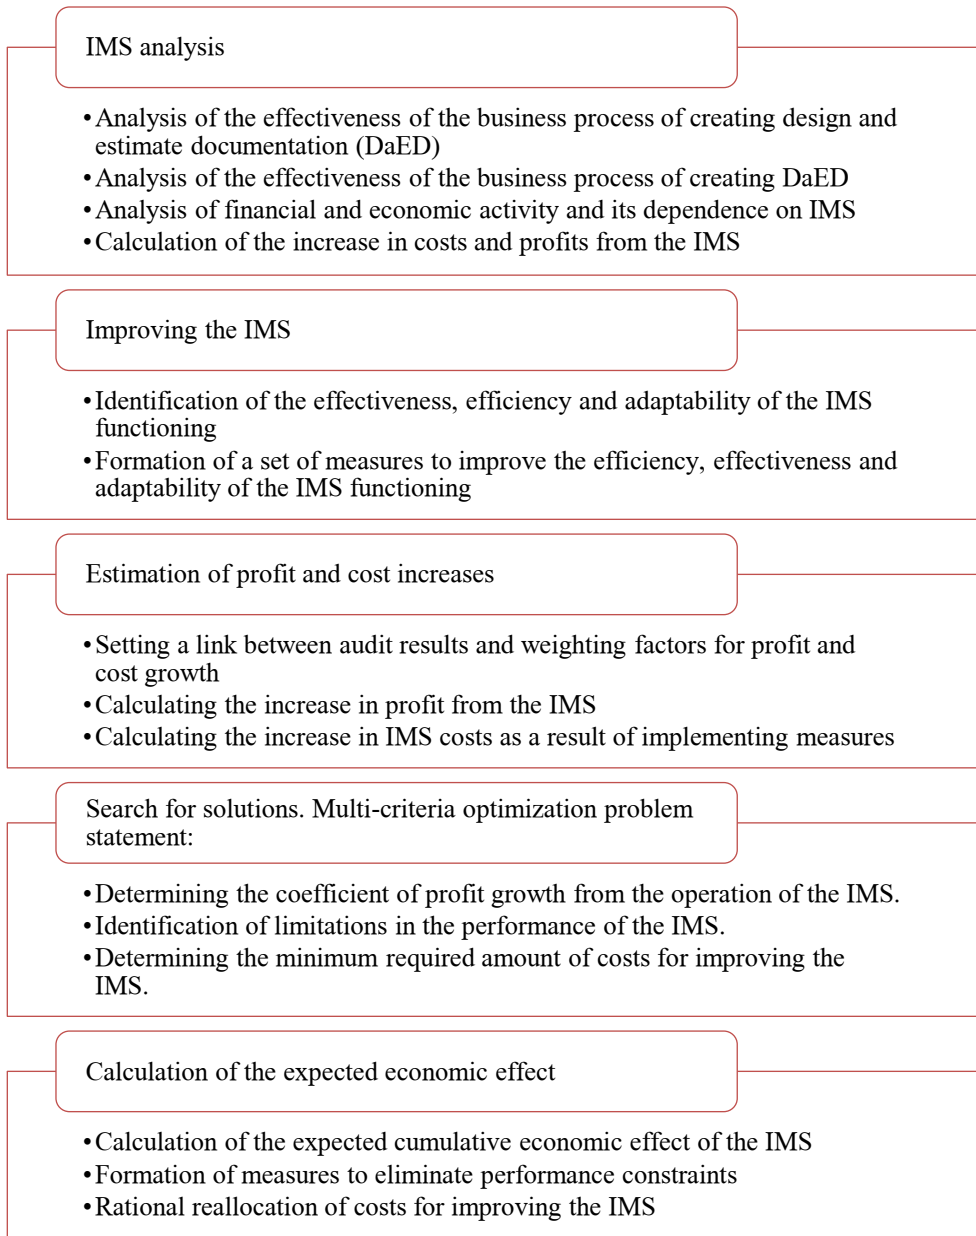 IMS analysis
•Analysis of the effectiveness of the business process of creating design and
estimate documentation (DaED)
•Analysis of the effectiveness of the business process of creating DaED
•Analysis of financial and economic activity and its dependence on IMS
•Calculation of the increase in costs and profits from the IMS
Improving the IMS
•Identification of the effectiveness, efficiency and adaptability of the IMS
functioning
•Formation of a set of measures to improve the efficiency, effectiveness and
adaptability of the IMS functioning
Estimation of profit and cost increases
•Setting a link between audit results and weighting factors for profit and
cost growth
•Calculating the increase in profit from the IMS
•Calculating the increase in IMS costs as a result of implementing measures
Search for solutions. Multi-criteria optimization problem
statement:
•Determining the coefficient of profit growth from the operation of the IMS.
•Identification of limitations in the performance of the IMS.
•Determining the minimum required amount of costs for improving the
IMS.
Calculation of the expected economic effect
•Calculation of the expected cumulative economic effect of the IMS
•Formation of measures to eliminate performance constraints
•Rational reallocation of costs for improving the IMS